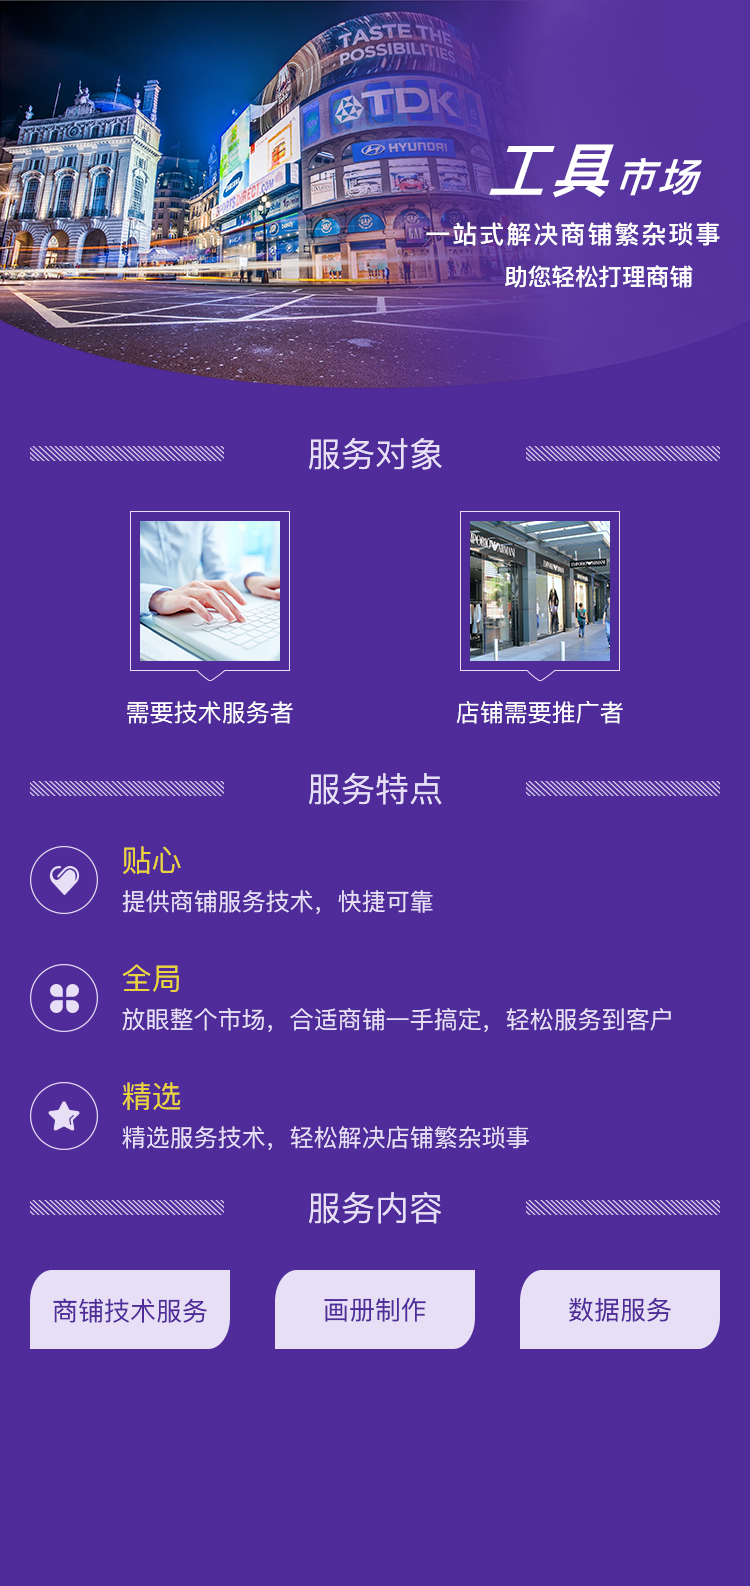 TASTE THE
POSSIBILITIES
TDK
HYUNDAI
SAMSUNG
GAP
GAP
工具市场
一站式解决商铺繁杂琐事
助您轻松打理商铺
服务对象
EMPORIO ARMANI
需要技术服务者
店铺需要推广者
服务特点
贴心
提供商铺服务技术，快捷可靠
全局
放眼整个市场，合适商铺一手搞定，轻松服务到客户
精选
精选服务技术，轻松解决店铺繁杂琐事
服务内容
商铺技术服务
画册制作
数据服务